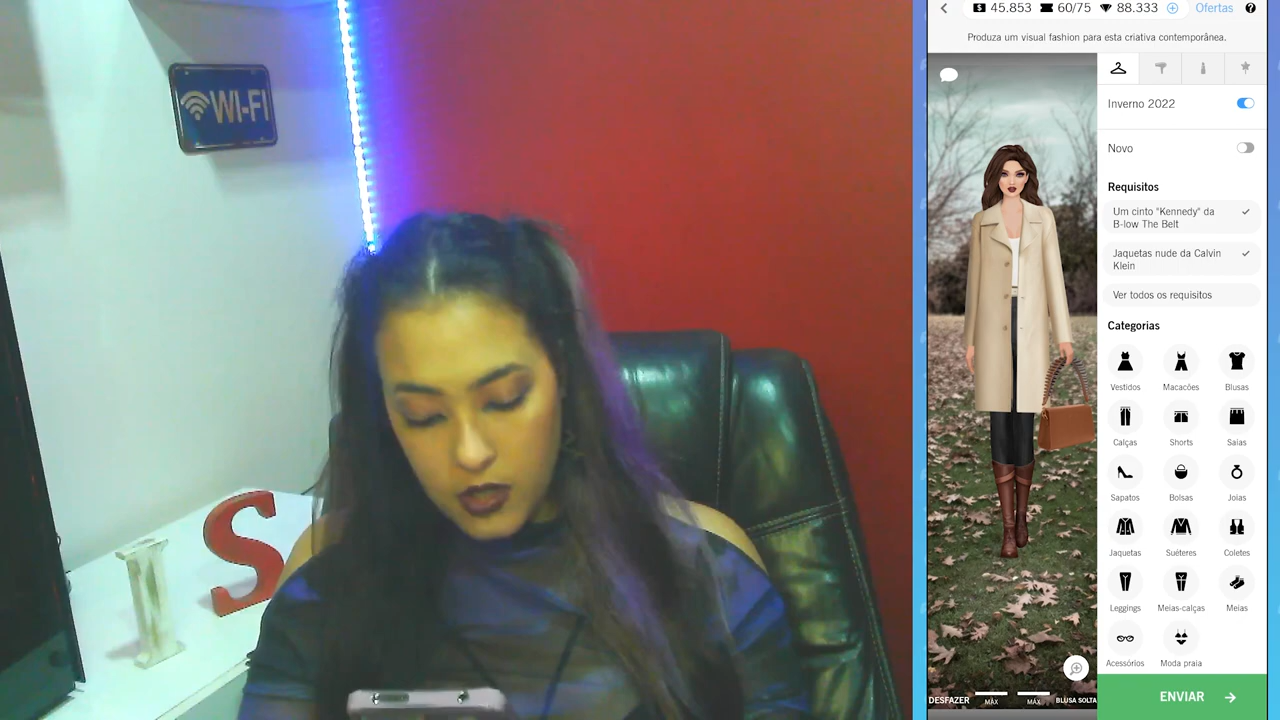 WI-FI
I
S
45.853 60/75 88.333 Ofertas
Produza um visual fashion para esta criativa contemporânea.
Inverno 2022
Novo
Requisitos
Um cinto "Kennedy" da
B-low The Belt
Jaquetas nude da Calvin
Klein
Ver todos os requisitos
Categorias
Vestidos Macacões Blusas
Calças Shorts Saias
Sapatos Bolsas Joias
Jaquetas Suéteres Coletes
Leggings Meias-calças Meias
Acessórios Moda praia
DESFAZER MÁX MÁX BLUSA SOLTA
ENVIAR